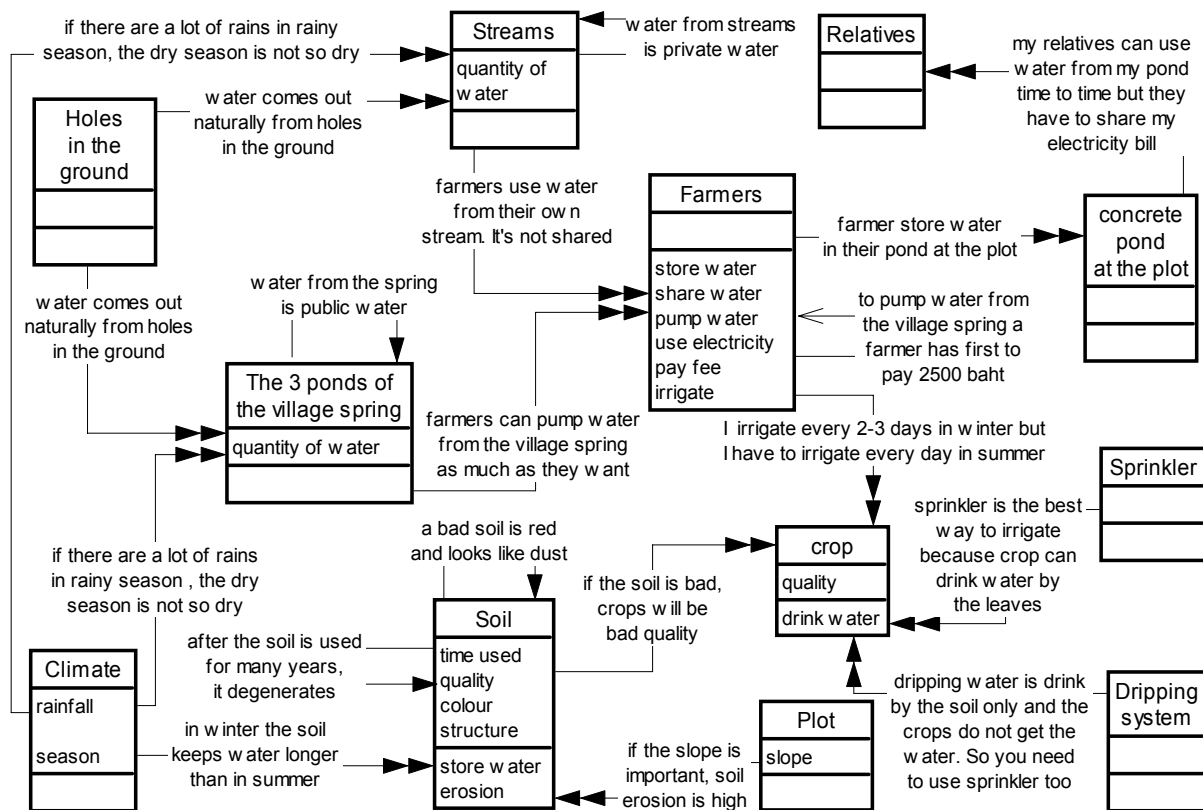 if there are a lot of rains in rainy
season, the dry season is not so dry
Streams
quantity of
water
water from streams
is private water
Relatives
my relatives can use
water from my pond
time to time but they
have to share my
electricity bill
Holes
in the
ground
water comes out
naturally from holes
in the ground
farmers use water
from their own
stream. It's not shared
Farmers
store water
share water
pump water
use electricity
pay fee
irrigate
farmer store water
in their pond at the plot
concrete
pond
at the plot
water comes out
naturally from holes
in the ground
water from the spring
is public water
to pump water from
the village spring a
farmer has first to
pay 2500 baht
The 3 ponds of
the village spring
quantity of water
farmers can pump water
from the village spring
as much as they want
I irrigate every 2-3 days in winter but
I have to irrigate every day in summer
Sprinkler
sprinkler is the best
way to irrigate
because crop can
drink water by
the leaves
a bad soil is red
and looks like dust
crop
quality
drink water
if the soil is bad,
crops will be
bad quality
if there are a lot of rains
in rainy season , the dry
season is not so dry
Soil
time used
quality
colour
structure
store water
erosion
after the soil is used
for many years,
it degenerates
Climate
rainfall
season
in winter the soil
keeps water longer
than in summer
if the slope is
important, soil
erosion is high
Plot
slope
dripping water is drink
by the soil only and the
crops do not get the
water. So you need
to use sprinkler too
Dripping
system